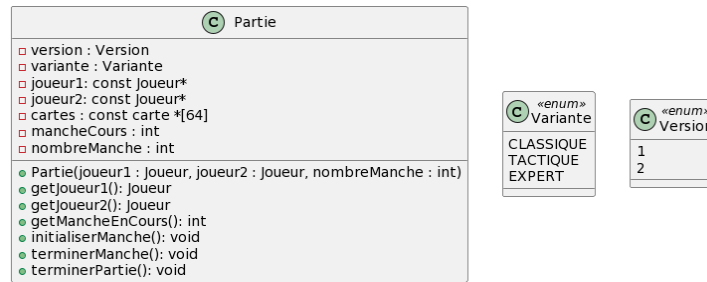 C Partie
version : Version
variante : Variante
joueur1: const Joueur*
joueur2: const Joueur*
cartes : const carte *[64]
mancheCours : int
nombreManche : int
Partie(joueur1 : Joueur, joueur2 : Joueur, nombreManche : int)
getJoueur1(): Joueur
getJoueur2(): Joueur
getMancheEnCours(): int
initialiserManche(): void
terminerManche(): void
terminerPartie(): void
C «enum»
Variante
CLASSIQUE
TACTIQUE
EXPERT
C «enum»
Version
1
2